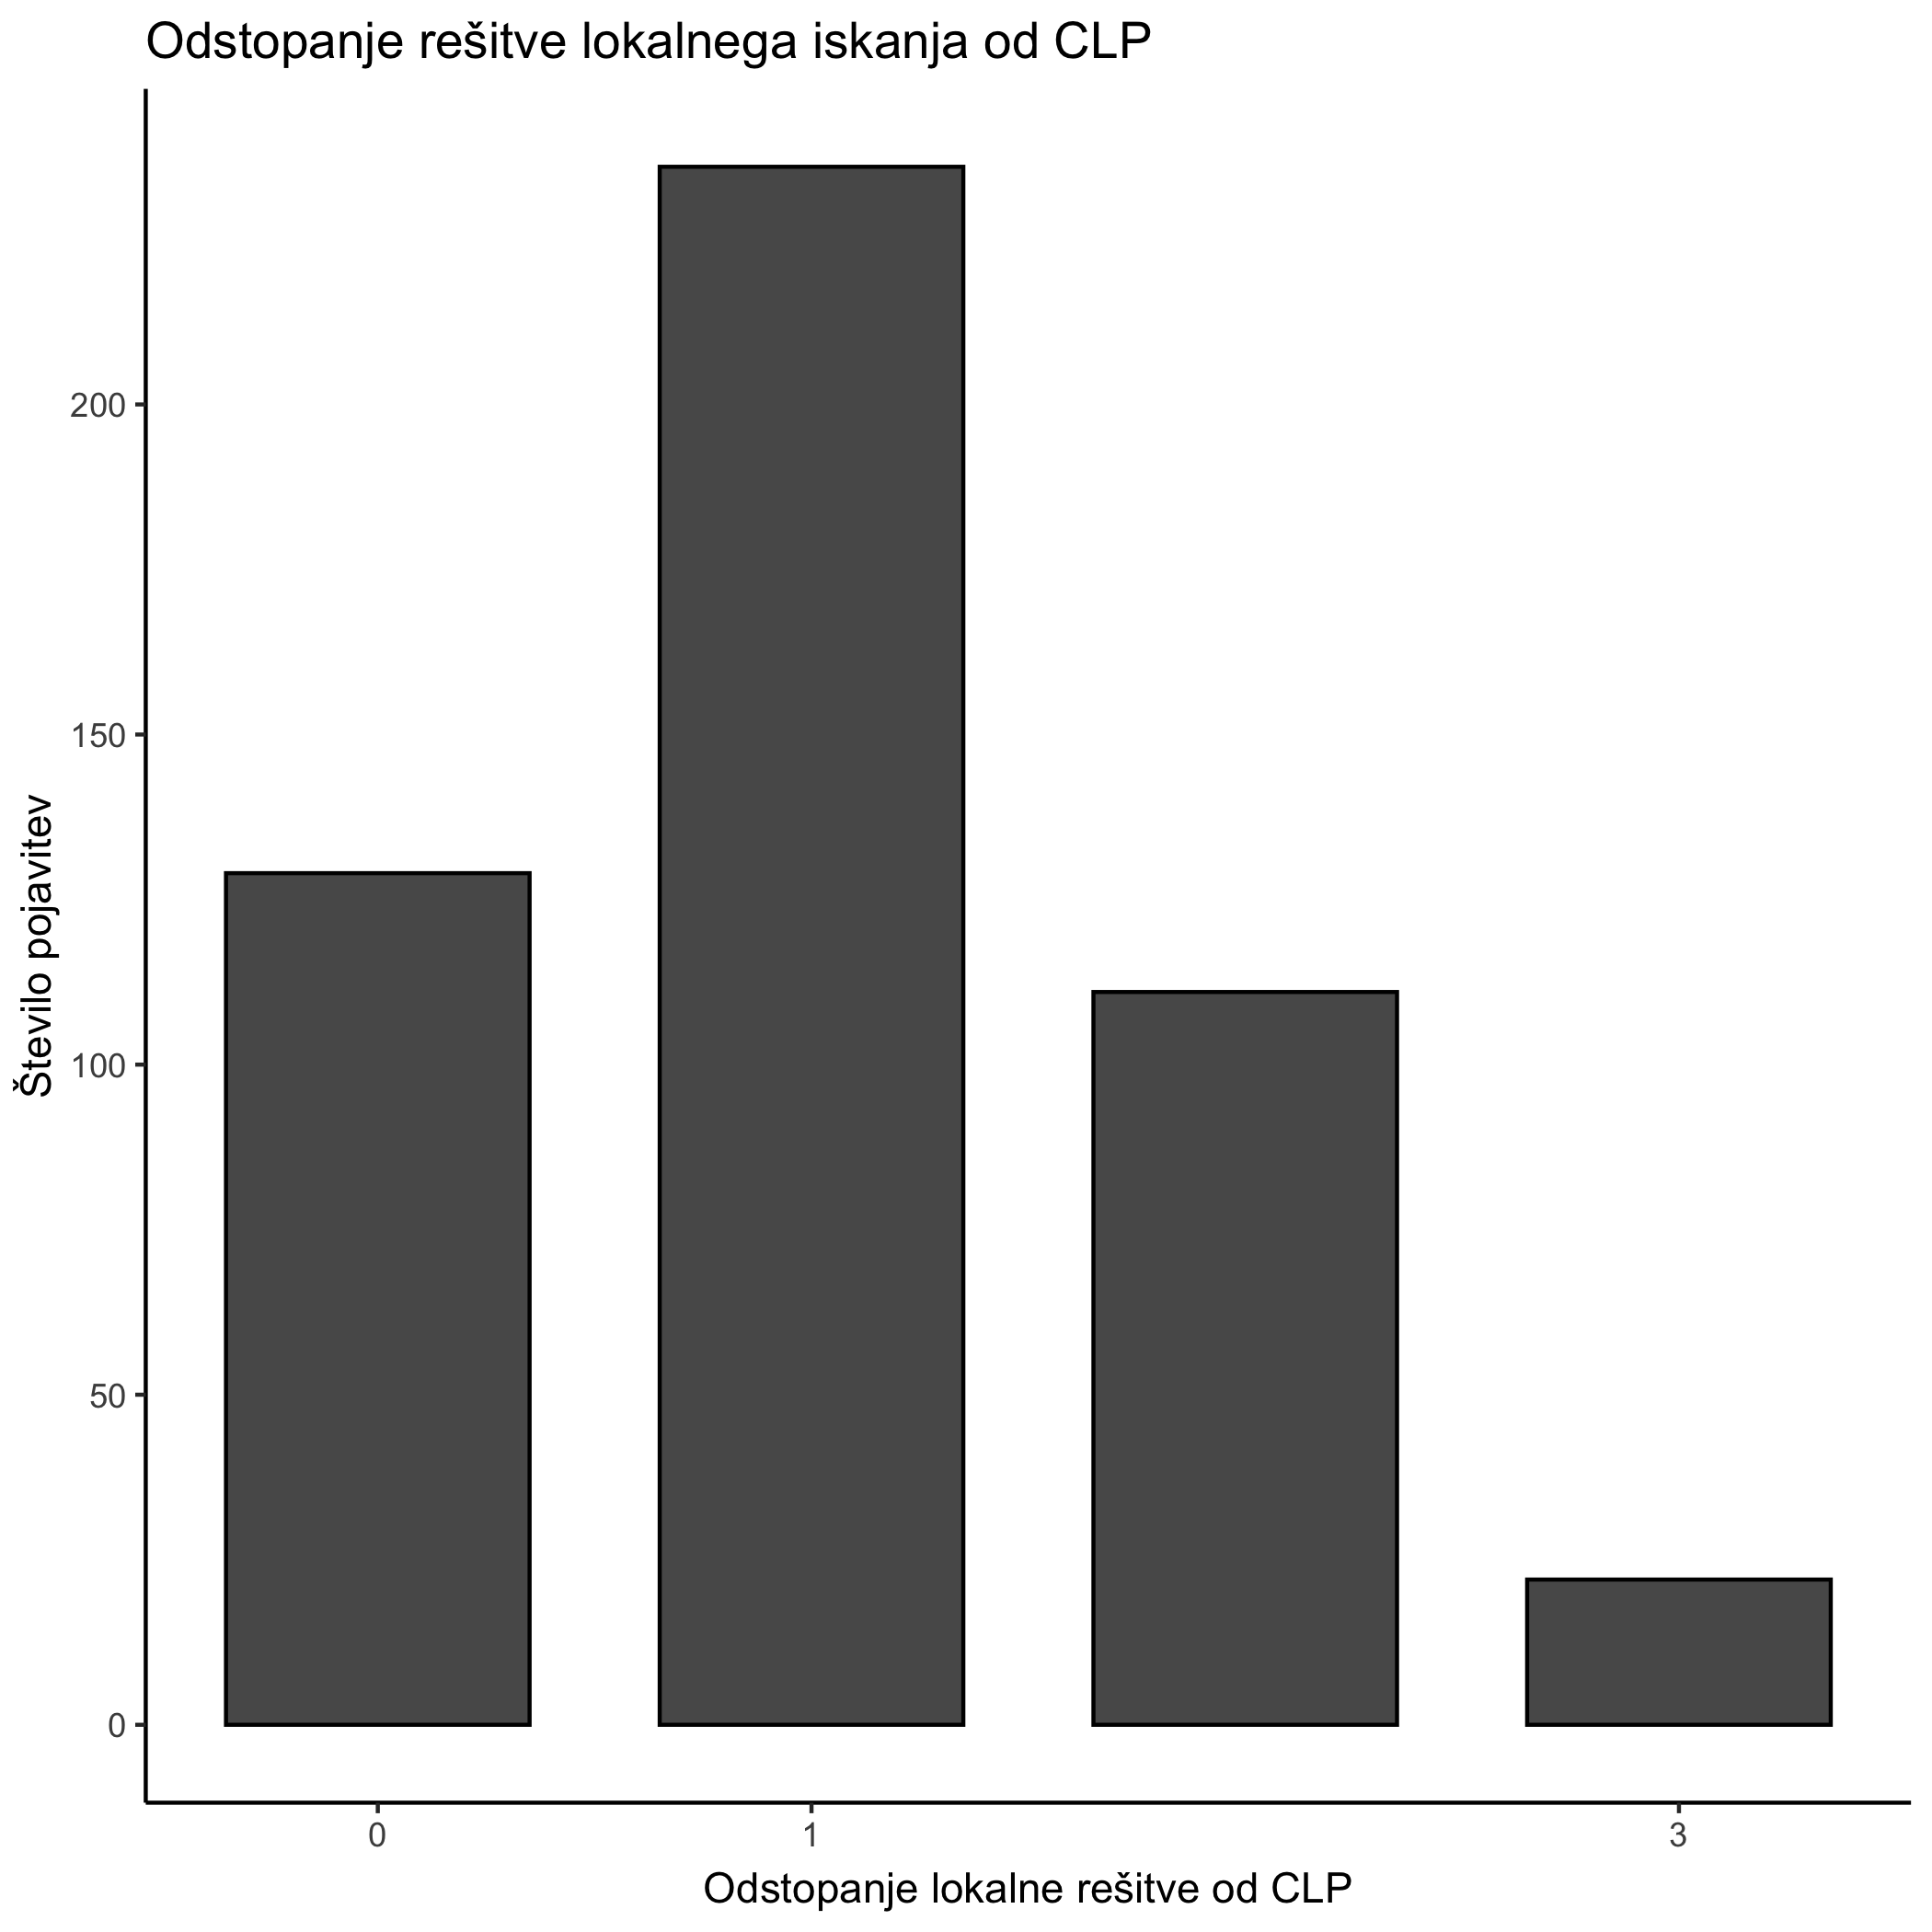 Odstopanje rešitve lokalnega iskanja od CLP
Število pojavitev
200
150
100
50
0
0 1 3
Odstopanje lokalne rešitve od CLP